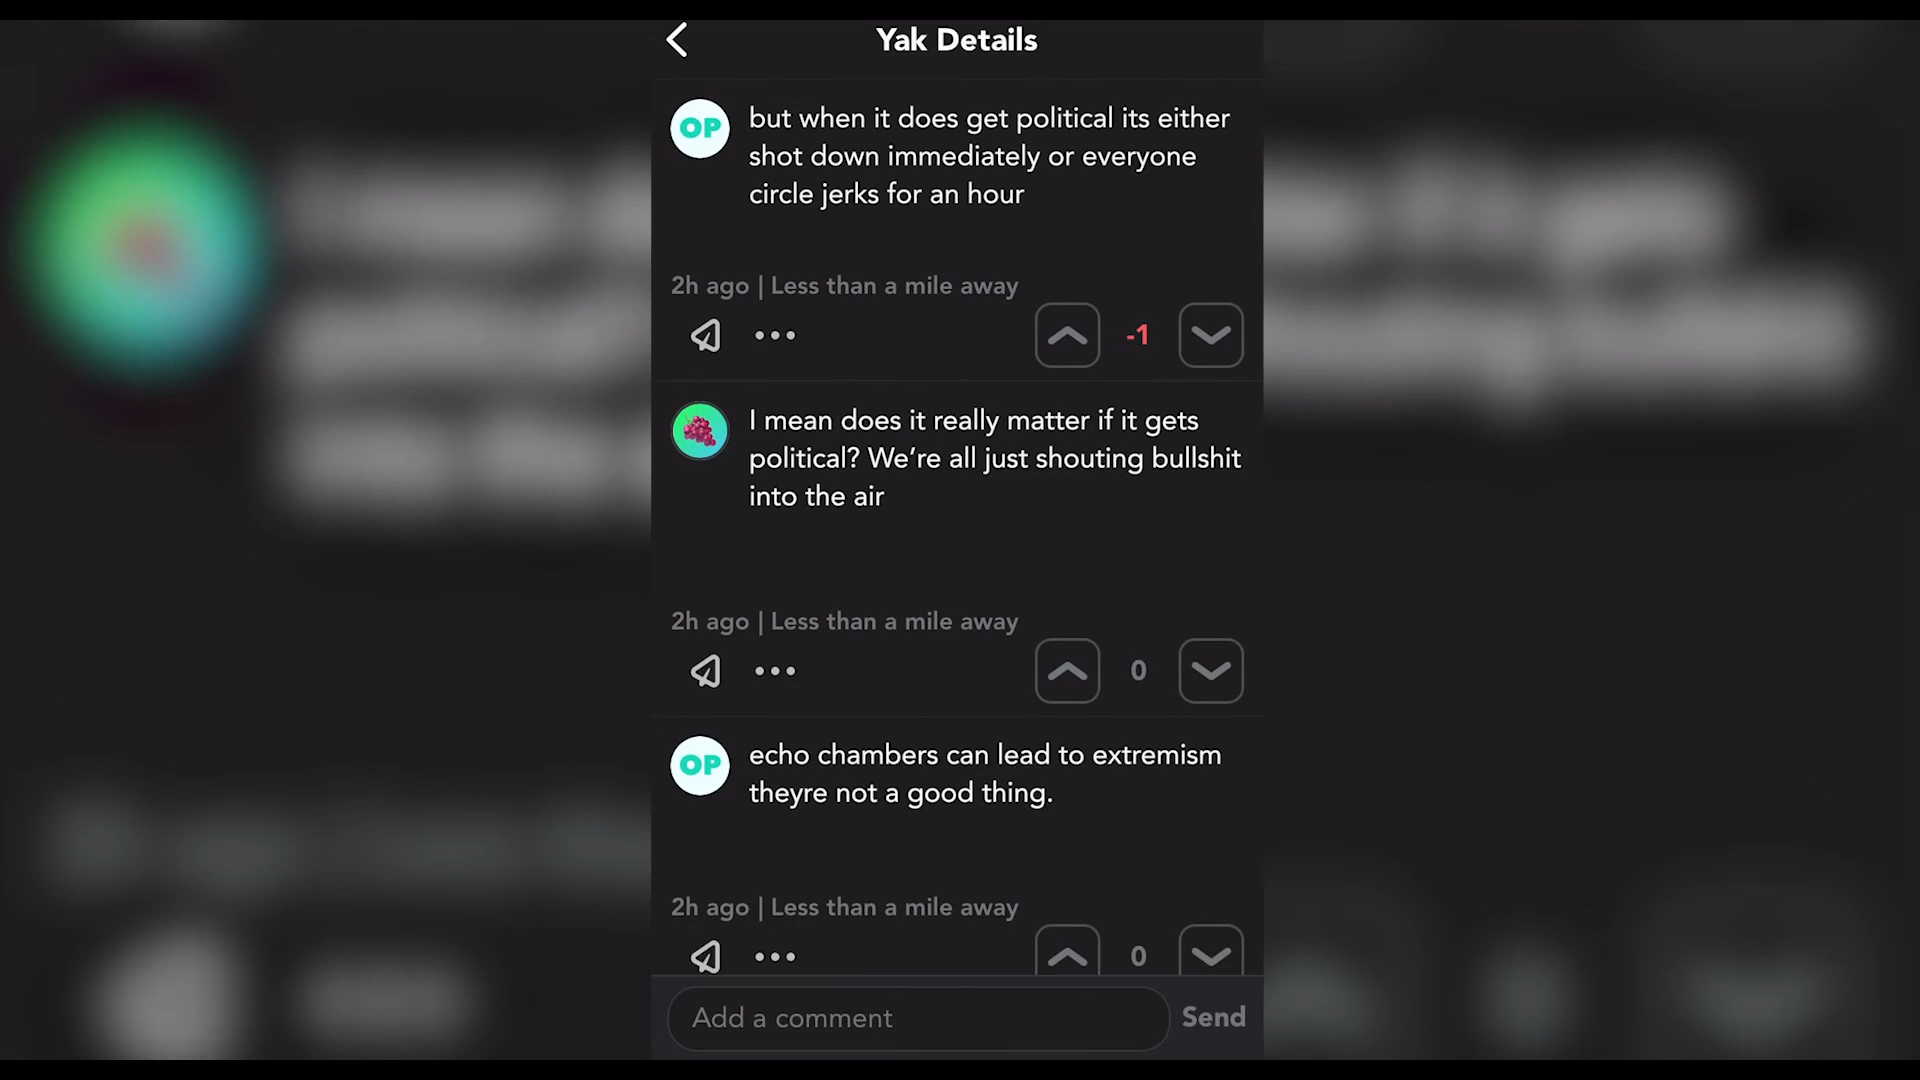 Yak Details
OP
but when it does get political its either
shot down immediately or everyone
circle jerks for an hour
2h ago | Less than a mile away
-1
I mean does it really matter if it gets
political? We’re all just shouting bullshit
into the air
2h ago | Less than a mile away
0
OP
echo chambers can lead to extremism
theyre not a good thing.
2h ago | Less than a mile away
0
Add a comment
Send